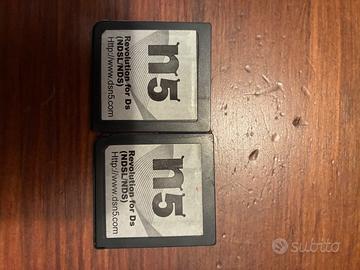 n5
Revolution for Ds
(NDSL/NDS)
Http://www.dsn5.com
n5
Revolution for Ds
(NDSL/NDS)
Http://www.dsn5.com
subito